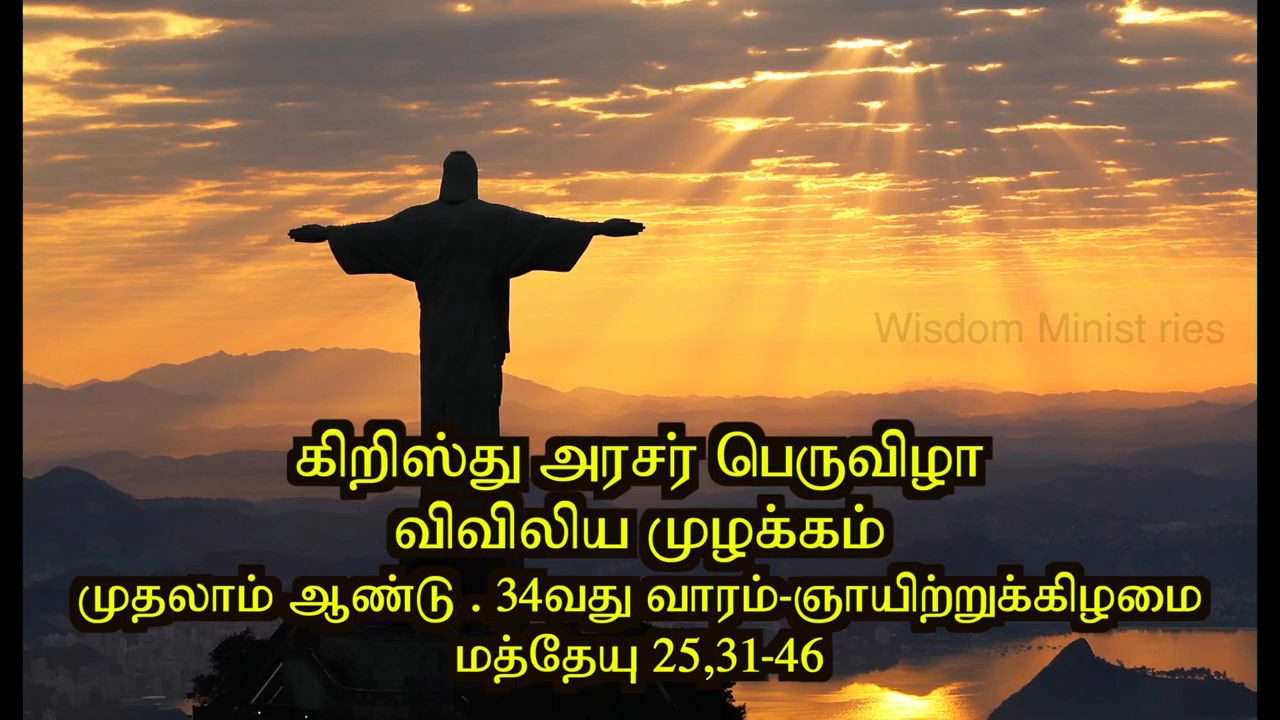 Wisdom Minist ries
கிறிஸ்து அரசர் பெருவிழா
விவிலிய முழக்கம்
முதலாம் ஆண்டு . 34வது வாரம்-ஞாயிற்றுக்கிழமை
மத்தேயு 25,31-46